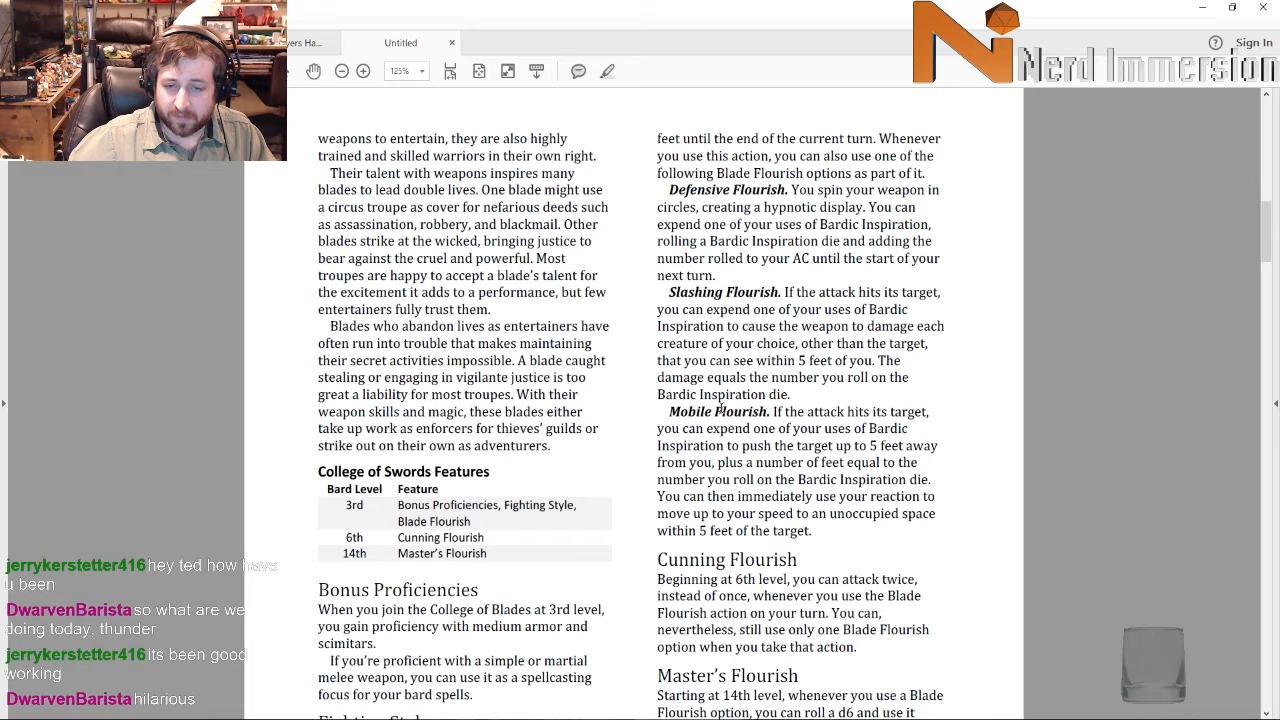 yers Ha...
Untitled
Sign In
125%
Nerd Immersion
weapons to entertain, they are also highly
trained and skilled warriors in their own right.
Their talent with weapons inspires many
blades to lead double lives. One blade might use
a circus troupe as cover for nefarious deeds such
as assassination, robbery, and blackmail. Other
blades strike at the wicked, bringing justice to
bear against the cruel and powerful. Most
troupes are happy to accept a blade's talent for
the excitement it adds to a performance, but few
entertainers fully trust them.
Blades who abandon lives as entertainers have
often run into trouble that makes maintaining
their secret activities impossible. A blade caught
stealing or engaging in vigilante justice is too
great a liability for most troupes. With their
weapon skills and magic, these blades either
take up work as enforcers for thieves' guilds or
strike out on their own as adventurers.
College of Swords Features
Bard Level Feature
3rd Bonus Proficiencies, Fighting Style,
Blade Flourish
6th Cunning Flourish
14th Master's Flourish
Bonus Proficiencies
When you join the College of Blades at 3rd level,
you gain proficiency with medium armor and
scimitars.
If you're proficient with a simple or martial
melee weapon, you can use it as a spellcasting
focus for your bard spells.
feet until the end of the current turn. Whenever
you use this action, you can also use one of the
following Blade Flourish options as part of it.
Defensive Flourish. You spin your weapon in
circles, creating a hypnotic display. You can
expend one of your uses of Bardic Inspiration,
rolling a Bardic Inspiration die and adding the
number rolled to your AC until the start of your
next turn.
Slashing Flourish. If the attack hits its target,
you can expend one of your uses of Bardic
Inspiration to cause the weapon to damage each
creature of your choice, other than the target,
that you can see within 5 feet of you. The
damage equals the number you roll on the
Bardic Inspiration die.
Mobile Flourish. If the attack hits its target,
you can expend one of your uses of Bardic
Inspiration to push the target up to 5 feet away
from you, plus a number of feet equal to the
number you roll on the Bardic Inspiration die.
You can then immediately use your reaction to
move up to your speed to an unoccupied space
within 5 feet of the target.
Cunning Flourish
Beginning at 6th level, you can attack twice,
instead of once, whenever you use the Blade
Flourish action on your turn. You can,
nevertheless, still use only one Blade Flourish
option when you take that action.
Master's Flourish
Starting at 14th level, whenever you use a Blade
Flourish option, you can roll a d6 and use it
jerrykerstetter416 hey ted how have
u been
DwarvenBarista so what are we
doing today, thunder
jerrykerstetter416 its been good
working
DwarvenBarista hilarious